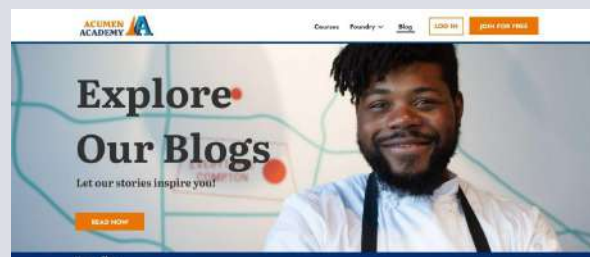 ACUMEN
ACADEMY
Courses Foundry Blog LOG IN JOIN FOR FREE
Explore
Our Blogs
COMPTON
Let our stories inspire you!
READ NOW